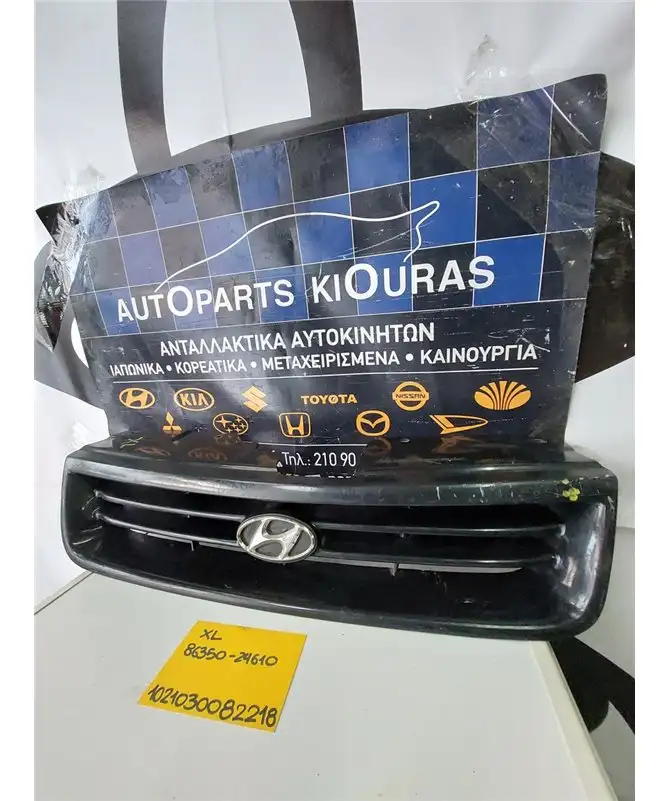 AUTOPARTS KIOURAS
ΑΝΤΑΛΛΑΚΤΙΚΑ ΑΥΤΟΚΙΝΗΤΩΝ
ΙΑΠΩΝΙΚΑ • ΚΟΡΕΑΤΙΚΑ • ΜΕΤΑΧΕΙΡΙΣΜΕΝΑ • ΚΑΙΝΟΥΡΓΙΑ
KIA TOYOTA NISSAN
Τηλ.: 210 90
XL
86350-24610
1021030082218